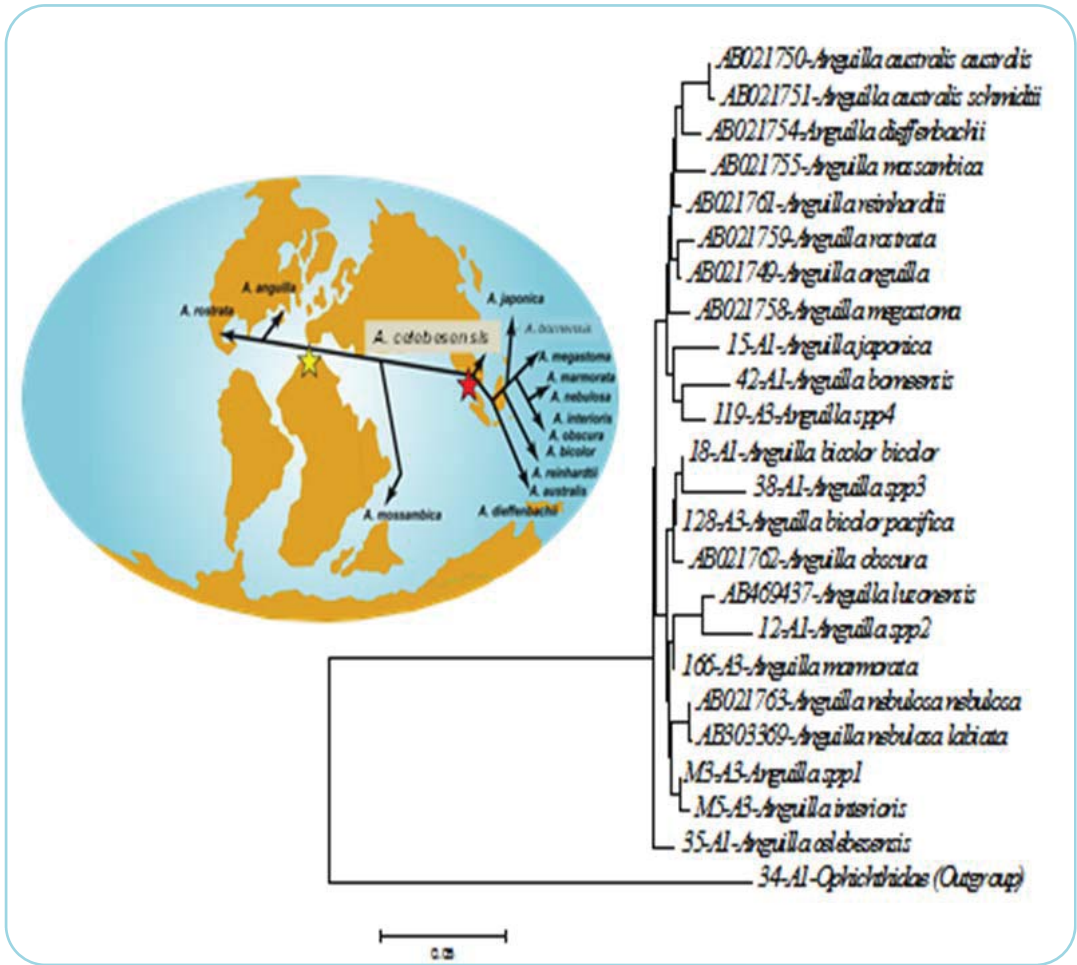 A. anguilla
A. rostrata
A. japonica
A. celebesensis
A. borneensis
A. megastoma
A. marmorata
A. nebulosa
A. interioris
A. obscura
A. bicolor
A. reinhardtii
A. australis
A. dieffenbachii
A. mossambica
AB021750-Anguilla australis australis
AB021751-Anguilla australis schmidtii
AB021754-Anguilla dieffenbachii
AB021755-Anguilla mossambica
AB021761-Anguilla reinhardtii
AB021759-Anguilla rostrata
AB021749-Anguilla anguilla
AB021758-Anguilla megastoma
15-A1-Anguilla japonica
42-A1-Anguilla borneensis
119-A3-Anguilla spp4
18-A1-Anguilla bicolor bicolor
38-A1-Anguilla spp3
128-A3-Anguilla bicolor pacifica
AB021762-Anguilla obscura
AB469437-Anguilla luzonensis
12-A1-Anguilla spp2
166-A3-Anguilla marmorata
AB021763-Anguilla nebulosa nebulosa
AB303369-Anguilla nebulosa labiata
M3-A3-Anguilla spp1
M5-A3-Anguilla interioris
35-A1-Anguilla celebesensis
34-A1-Ophichthidae (Outgroup)
0.05